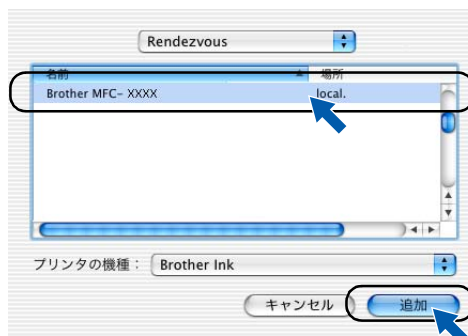 Rendezvous
名前 場所
Brother MFC- XXXX local.
プリンタの機種： Brother Ink
キャンセル 追加